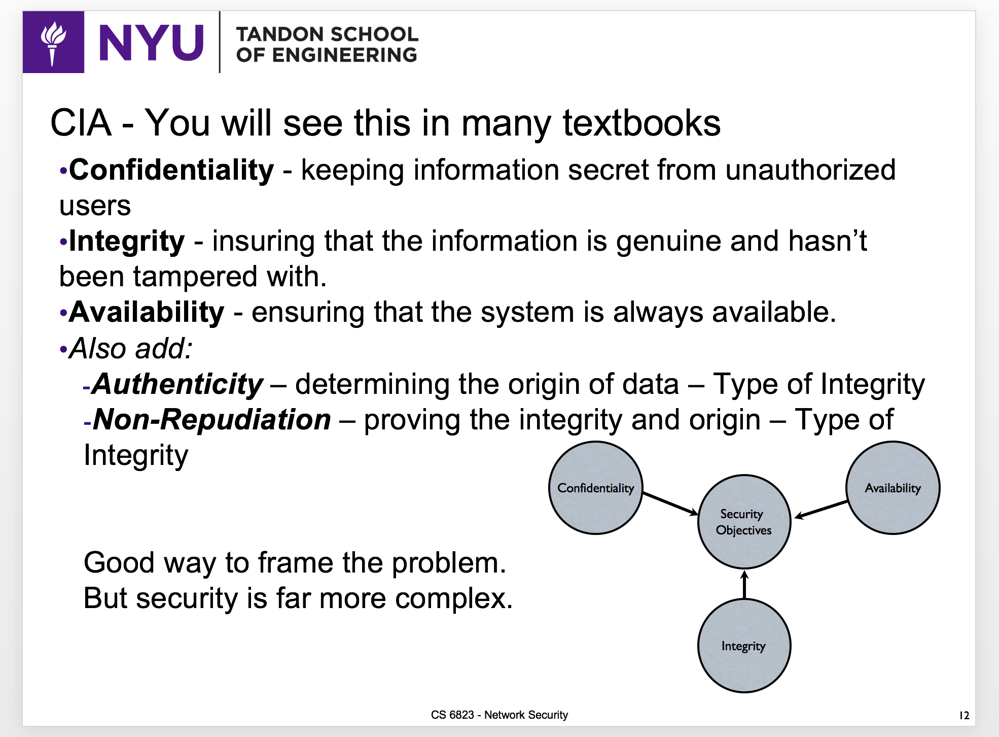 NYU
TANDON SCHOOL
OF ENGINEERING
CIA - You will see this in many textbooks
•Confidentiality - keeping information secret from unauthorized
users
•Integrity - insuring that the information is genuine and hasn’t
been tampered with.
•Availability - ensuring that the system is always available.
•Also add:
-Authenticity – determining the origin of data – Type of Integrity
-Non-Repudiation – proving the integrity and origin – Type of
Integrity
Confidentiality
Availability
Security
Objectives
Integrity
Good way to frame the problem.
But security is far more complex.
CS 6823 - Network Security
12